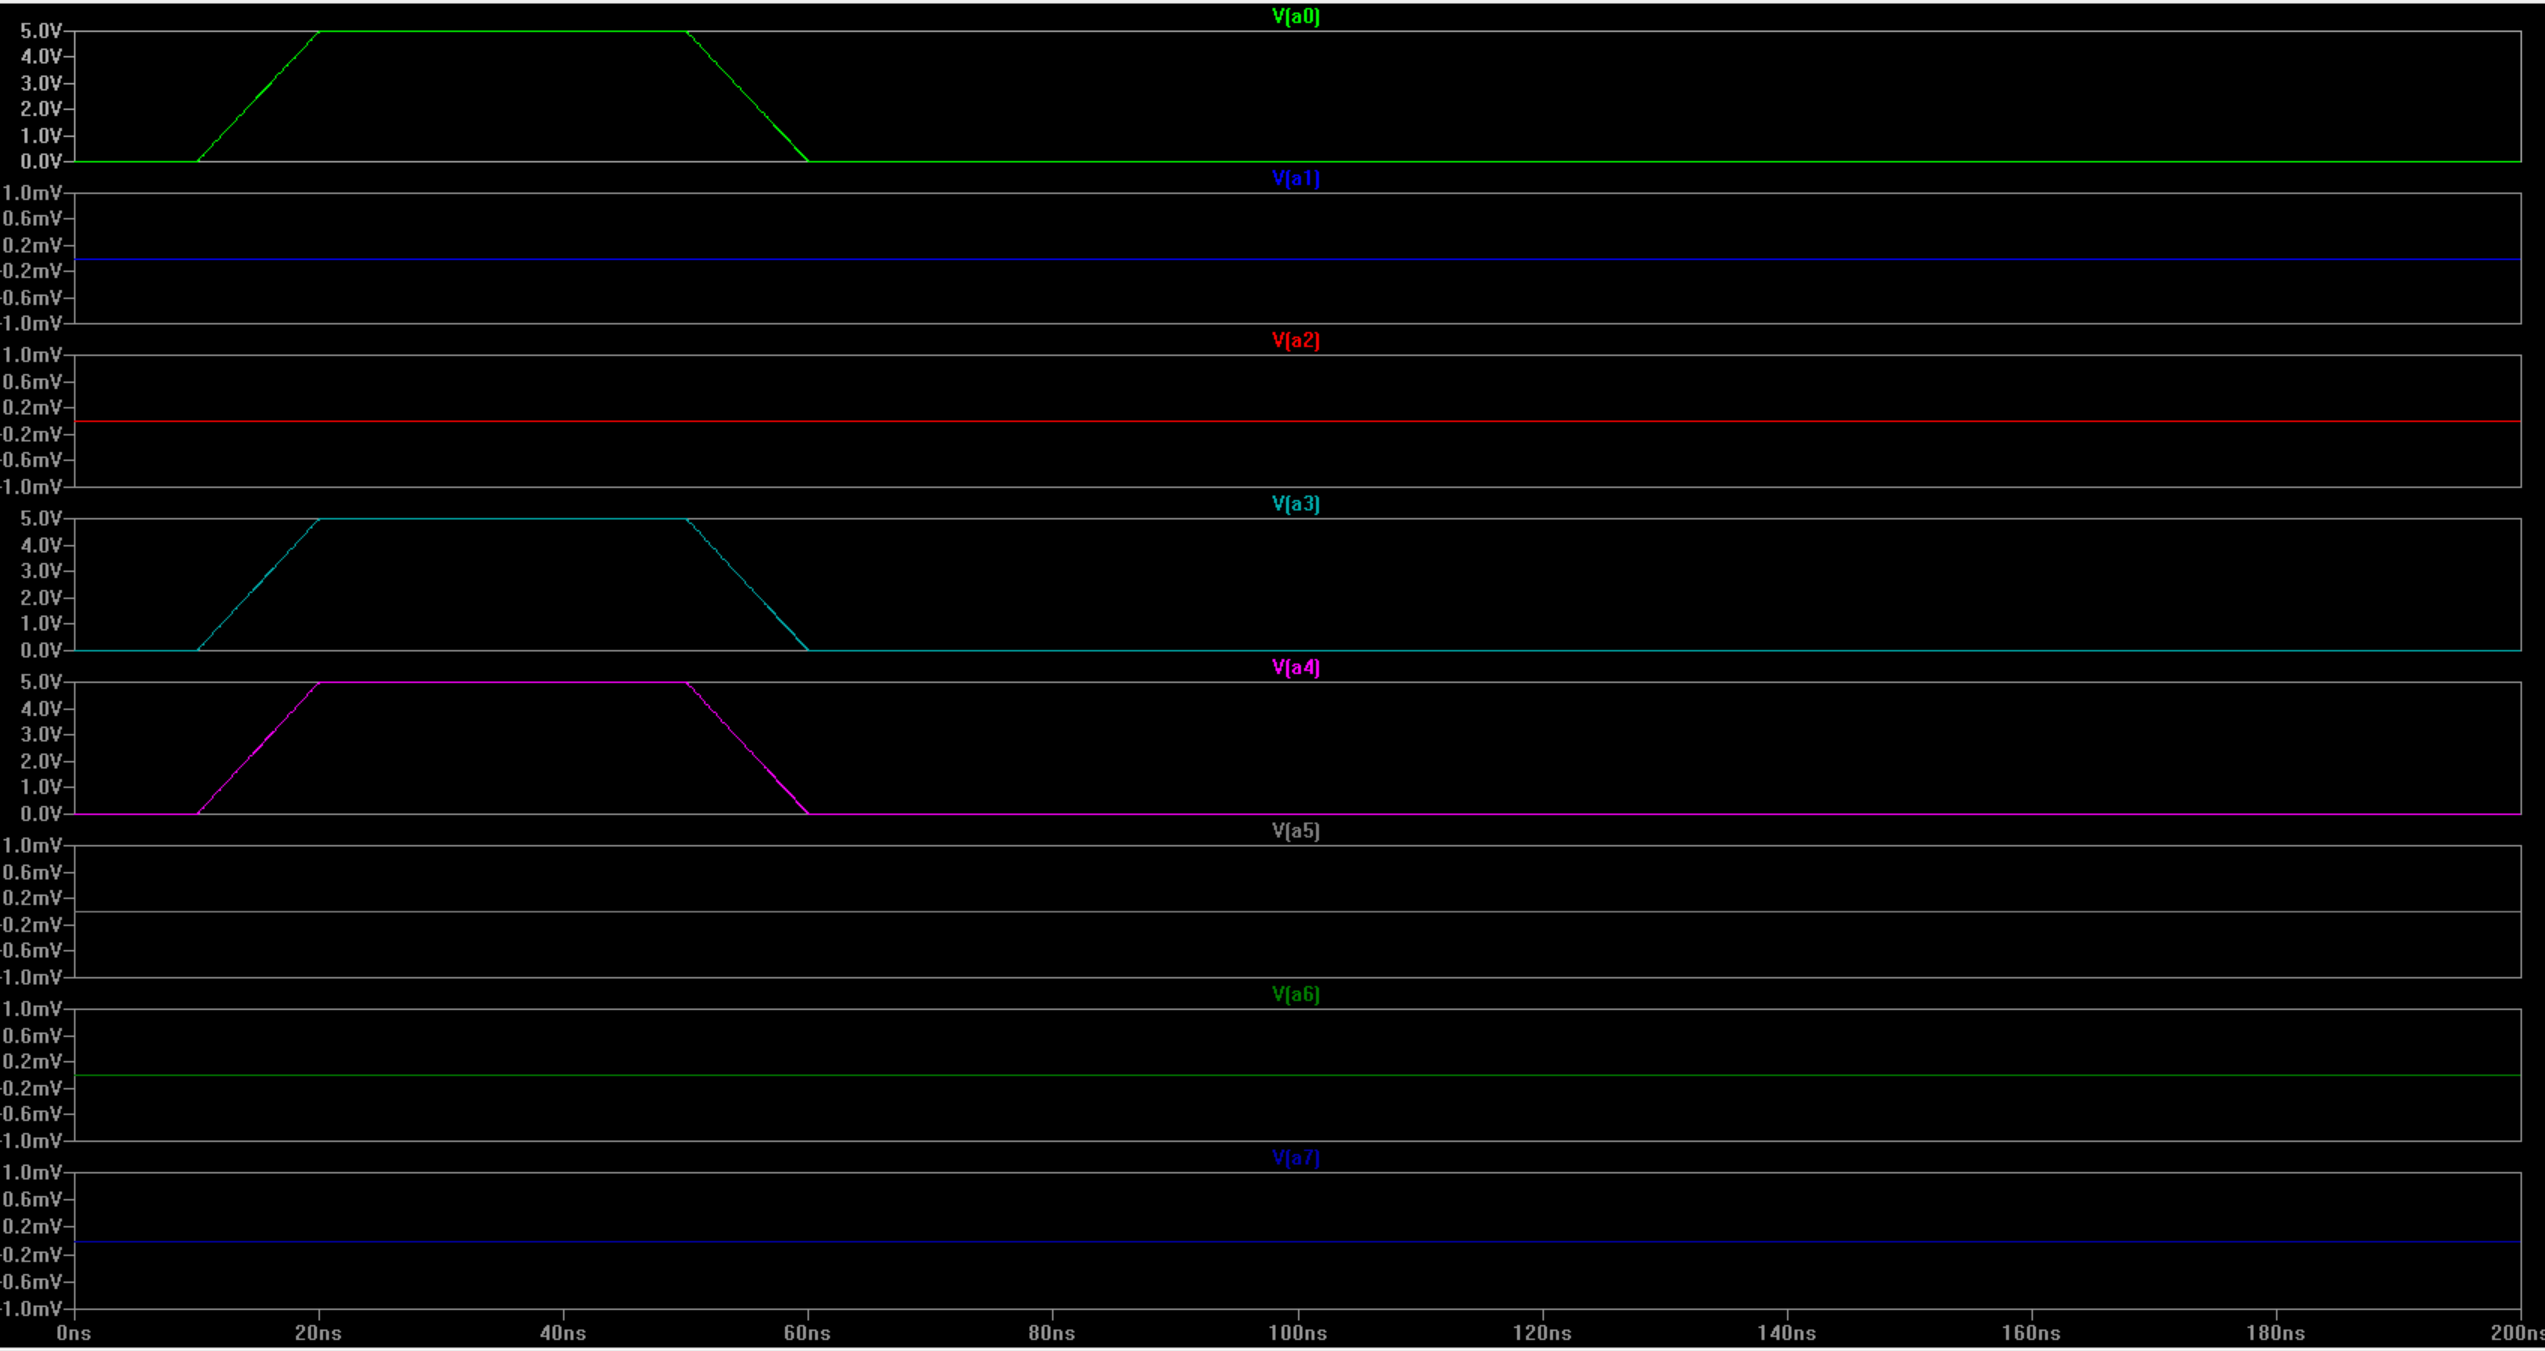 V(a0)
5.0V
4.0V
3.0V
2.0V
1.0V
0.0V
V(a1)
1.0mV
0.6mV
0.2mV
-0.2mV
-0.6mV
-1.0mV
V(a2)
1.0mV
0.6mV
0.2mV
-0.2mV
-0.6mV
-1.0mV
V(a3)
5.0V
4.0V
3.0V
2.0V
1.0V
0.0V
V(a4)
5.0V
4.0V
3.0V
2.0V
1.0V
0.0V
V(a5)
1.0mV
0.6mV
0.2mV
-0.2mV
-0.6mV
-1.0mV
V(a6)
1.0mV
0.6mV
0.2mV
-0.2mV
-0.6mV
-1.0mV
V(a7)
1.0mV
0.6mV
0.2mV
-0.2mV
-0.6mV
-1.0mV
0ns 20ns 40ns 60ns 80ns 100ns 120ns 140ns 160ns 180ns 200ns